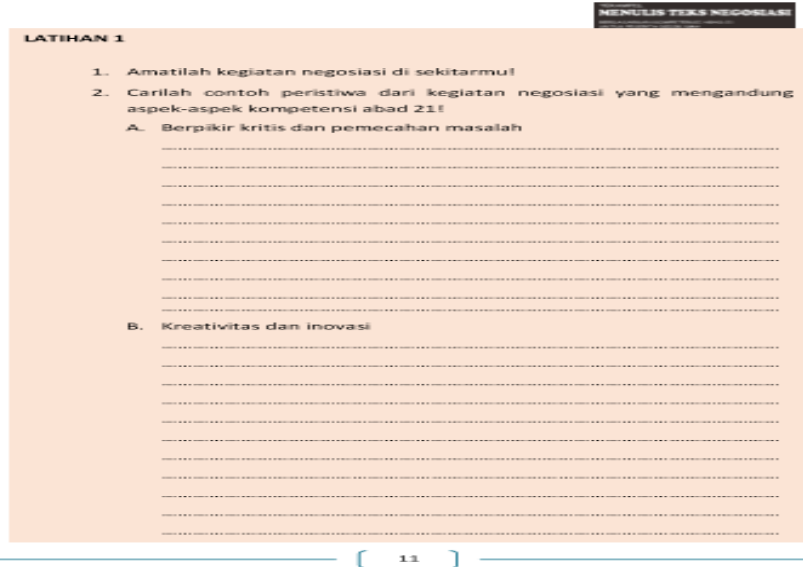 MENULIS TEKS NEGOSIASI
LATIHAN 1
1. Amatilah kegiatan negosiasi di sekitarmu!
2. Carilah contoh peristiwa dari kegiatan negosiasi yang mengandung
aspek-aspek kompetensi abad 21!
A. Berpikir kritis dan pemecahan masalah
B. Kreativitas dan inovasi
11